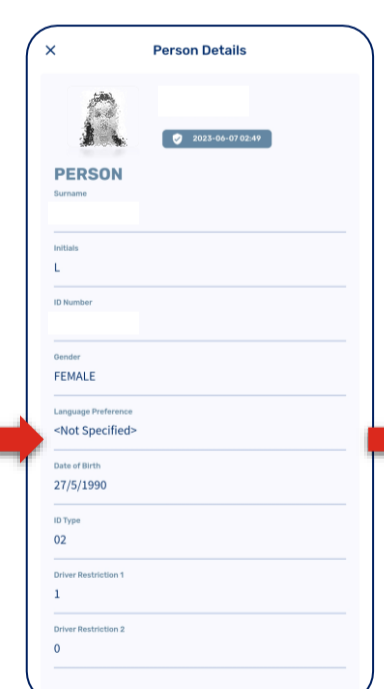 Person Details
2023-06-07 02:49
PERSON
Surname
Initials
L
ID Number
Gender
FEMALE
Language Preference
<Not Specified>
Date of Birth
27/5/1990
ID Type
02
Driver Restriction 1
1
Driver Restriction 2
0